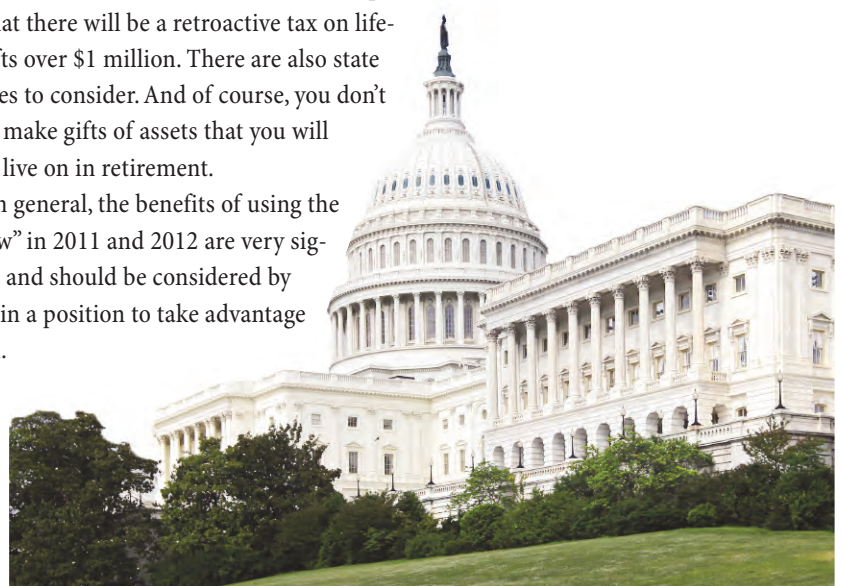 at there will be a retroactive tax on life-
ts over $1 million. There are also state
es to consider. And of course, you don’t
make gifts of assets that you will
live on in retirement.
n general, the benefits of using the
w” in 2011 and 2012 are very sig-
and should be considered by
in a position to take advantage
.